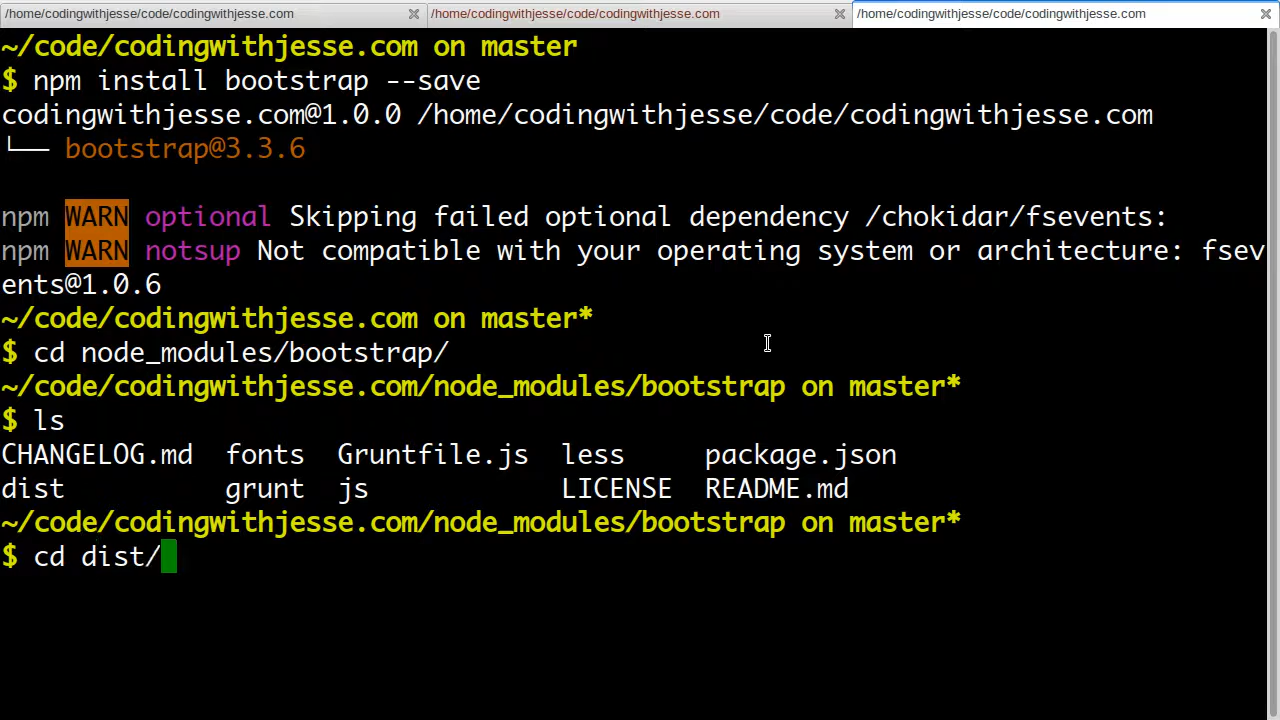 /home/codingwithjesse/code/codingwithjesse.com /home/codingwithjesse/code/codingwithjesse.com /home/codingwithjesse/code/codingwithjesse.com
~/code/codingwithjesse.com on master
$ npm install bootstrap --save
codingwithjesse.com@1.0.0 /home/codingwithjesse/code/codingwithjesse.com
└── bootstrap@3.3.6
npm WARN optional Skipping failed optional dependency /chokidar/fsevents:
npm WARN notsup Not compatible with your operating system or architecture: fsev
ents@1.0.6
~/code/codingwithjesse.com on master*
$ cd node_modules/bootstrap/
~/code/codingwithjesse.com/node_modules/bootstrap on master*
$ ls
CHANGELOG.md  fonts  Gruntfile.js  less     package.json
dist          grunt  js            LICENSE  README.md
~/code/codingwithjesse.com/node_modules/bootstrap on master*
$ cd dist/